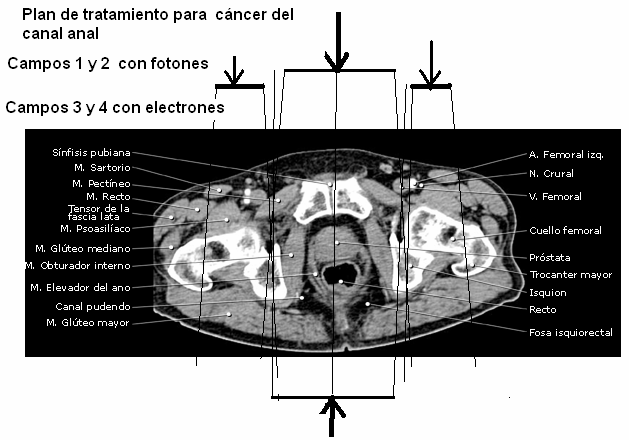 Plan de tratamiento para cáncer del
canal anal
Campos 1 y 2 con fotones
Campos 3 y 4 con electrones
Sínfisis pubiana
M. Sartorio
M. Pectíneo
M. Recto
Tensor de la
fascia lata
M. Psoasilíaco
M. Glúteo mediano
M. Obturador interno
M. Elevador del ano
Canal pudendo
M. Glúteo mayor
A. Femoral izq.
N. Crural
V. Femoral
Cuello femoral
Próstata
Trocanter mayor
Isquion
Recto
Fosa isquiorectal